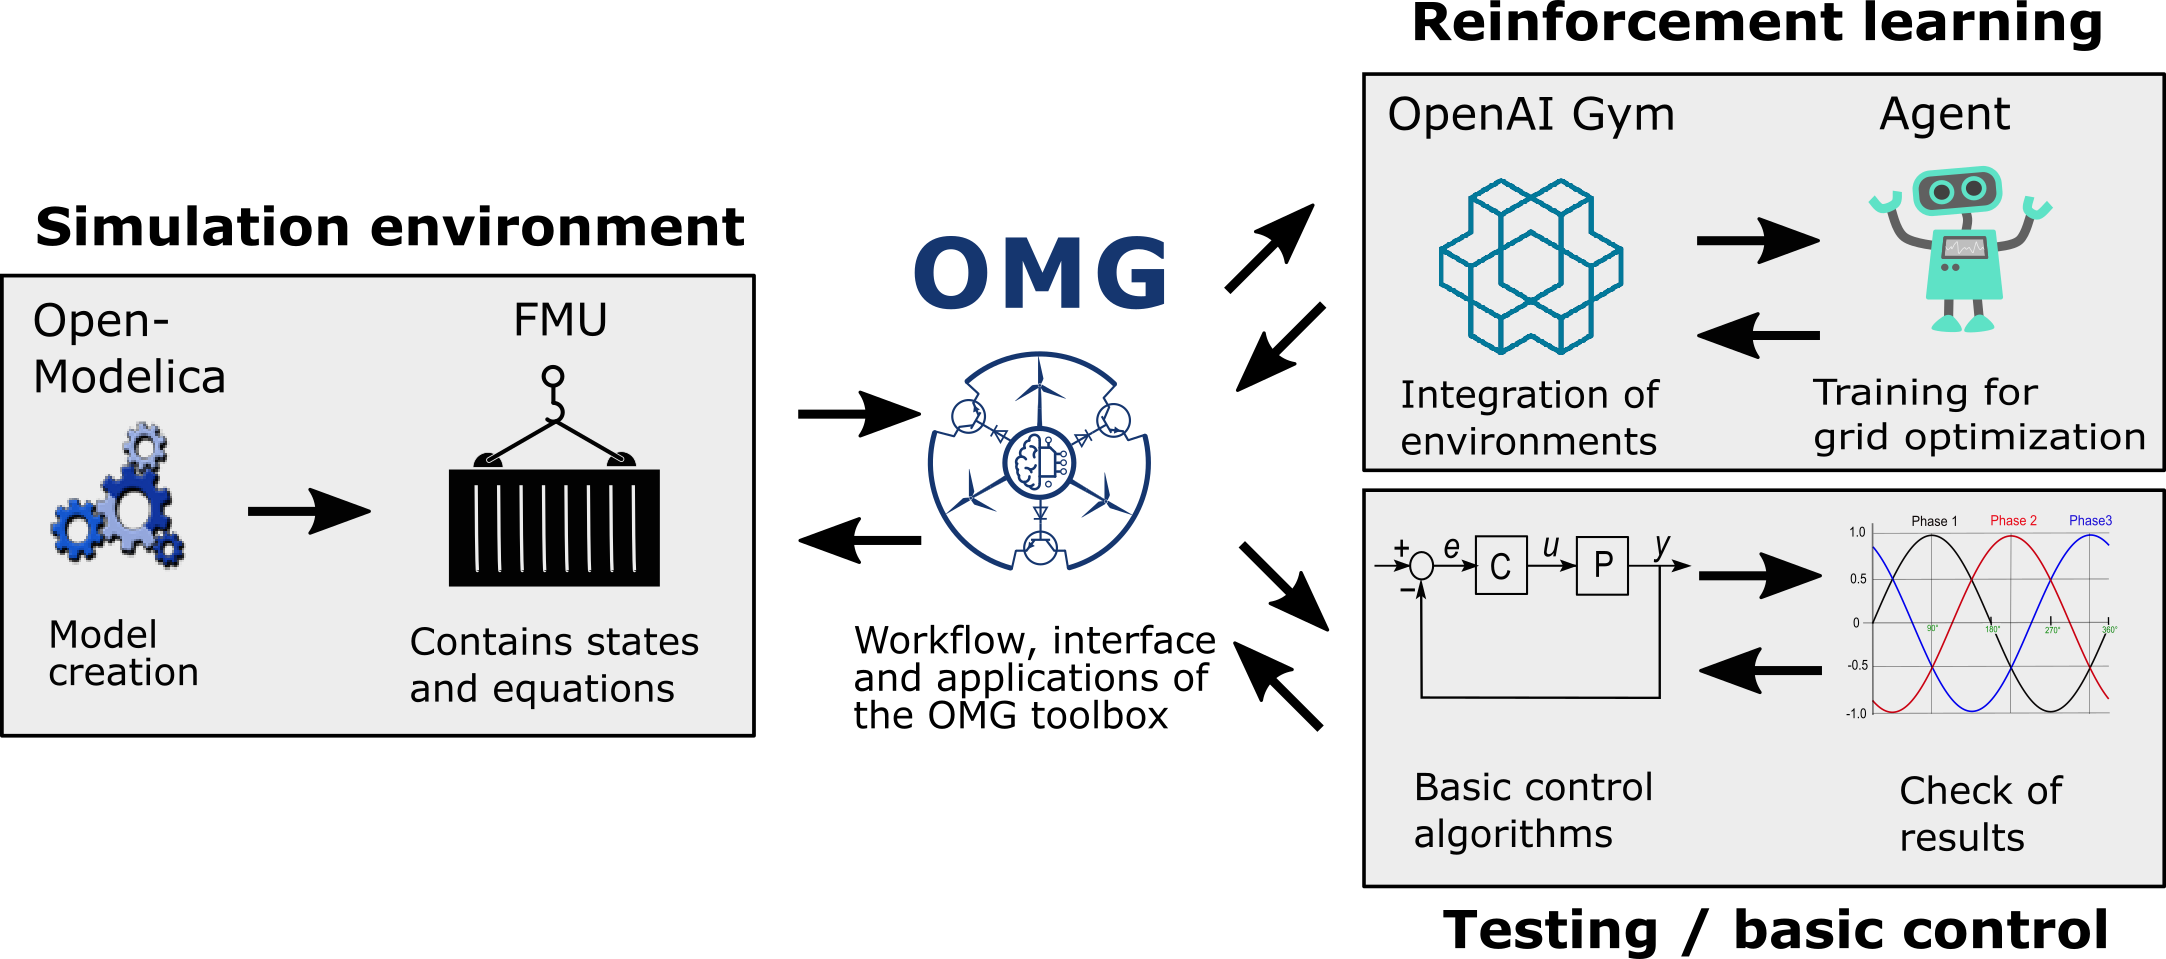 Reinforcement learning
OpenAI Gym
Agent
Integration of
environments
Training for
grid optimization
Simulation environment
Open-
Modelica
FMU
Model
creation
Contains states
and equations
OMG
Workflow, interface
and applications of
the OMG toolbox
+
e
C
u
P
y
−
Basic control
algorithms
Phase 1
Phase 2
Phase3
1.0
0.5
0
-0.5
-1.0
90°
180°
270°
360°
Check of
results
Testing / basic control